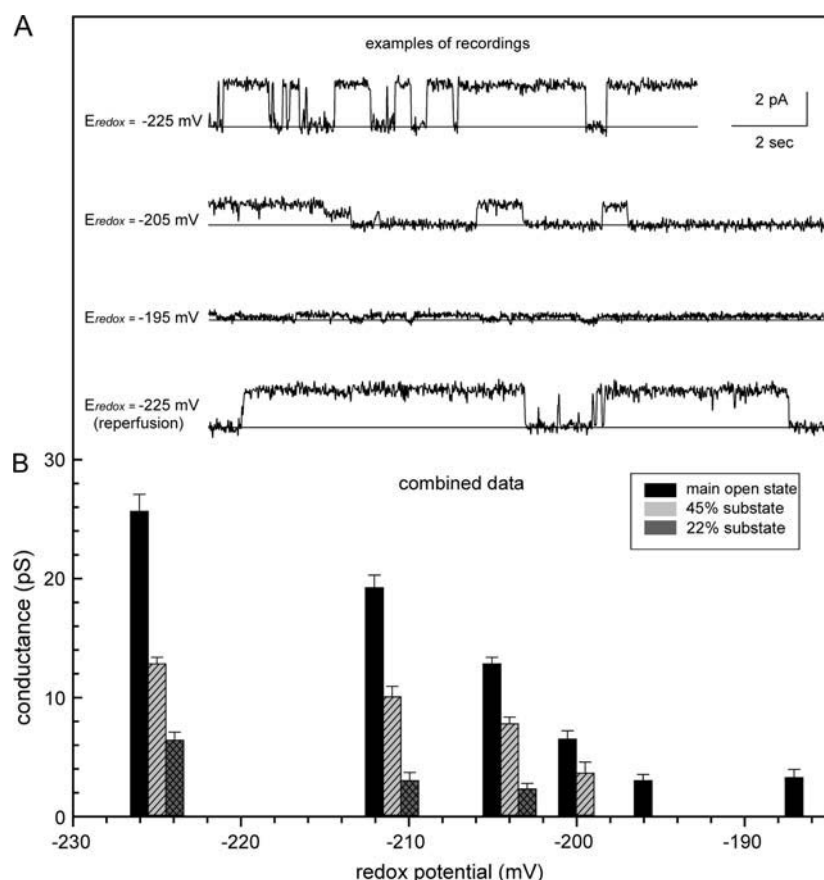 A
examples of recordings
Eredox = -225 mV
2 pA
2 sec
Eredox = -205 mV
Eredox = -195 mV
Eredox = -225 mV
(reperfusion)
B
combined data
main open state
45% substate
22% substate
conductance (pS)
30
20
10
0
-230
-220
-210
-200
-190
redox potential (mV)